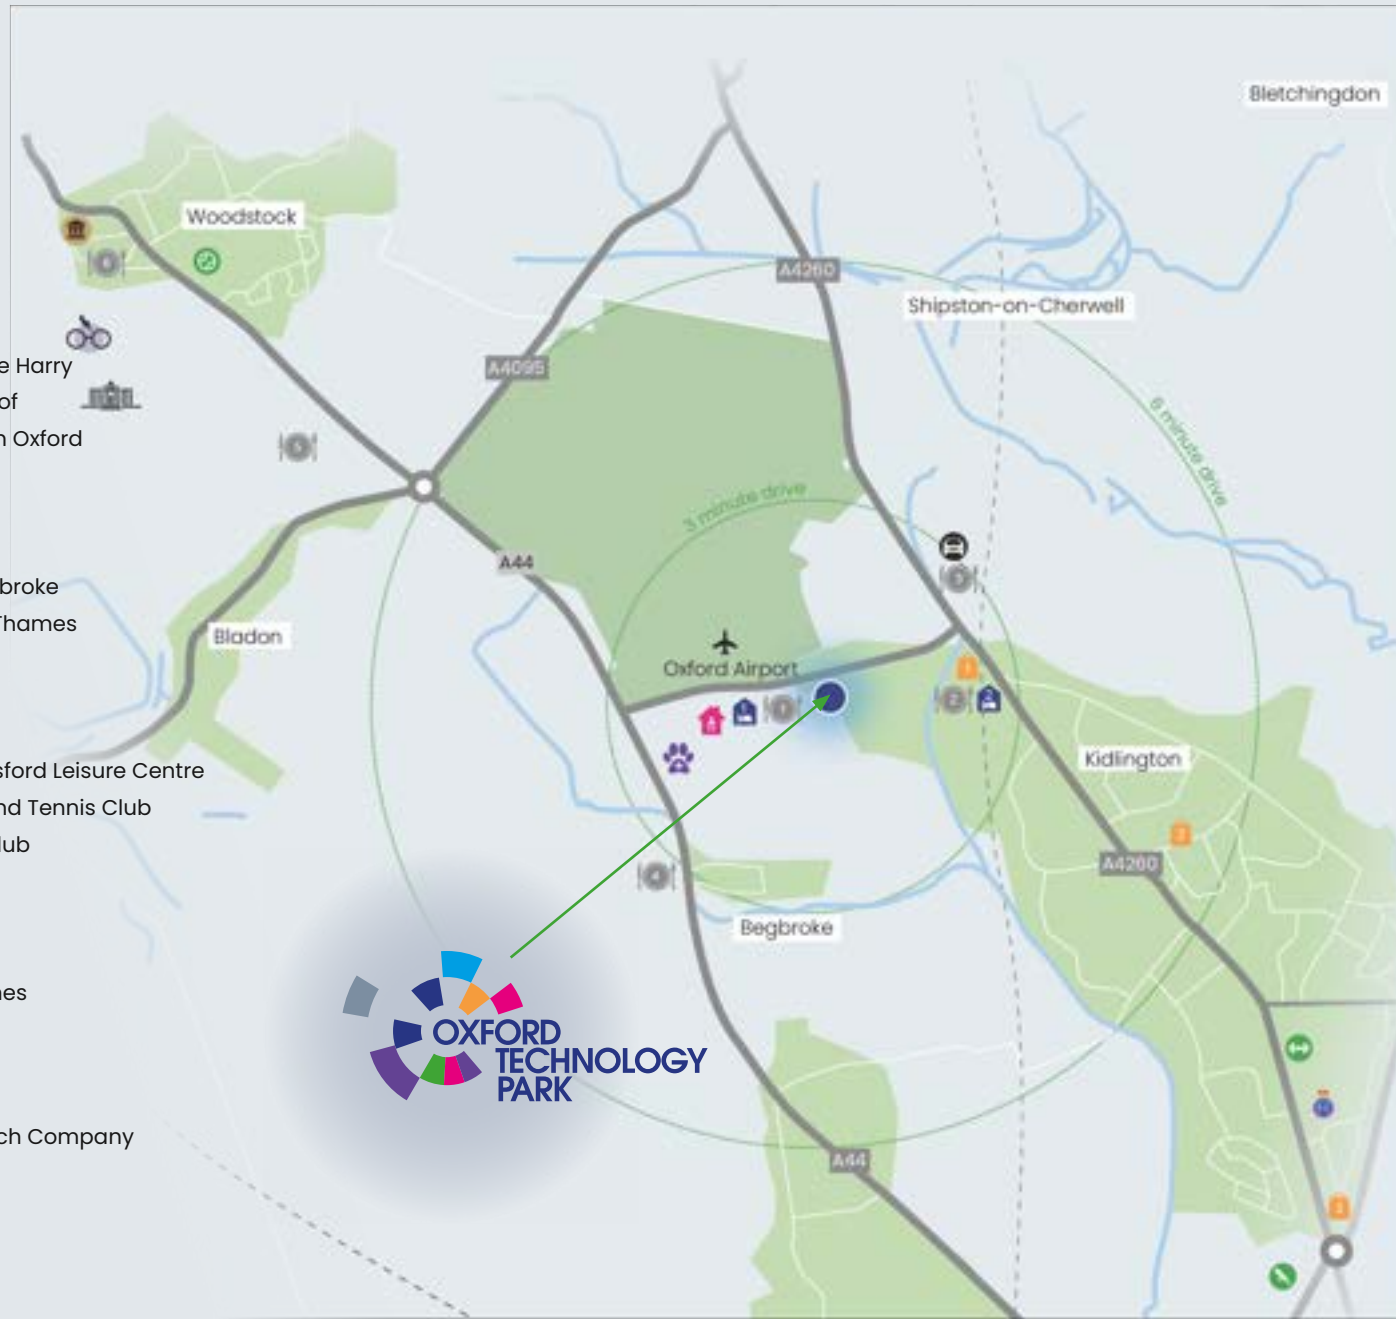 Bletchingdon
Woodstock
A4260
Shipston-on-Cherwell
e Harry
A4095
of
n Oxford
6 minute drive
3 minute drive
A44
broke
Thames
Bladon
Oxford Airport
Kidlington
sford Leisure Centre
nd Tennis Club
lub
A4260
Begbroke
nes
OXFORD
TECHNOLOGY
PARK
ch Company
A44